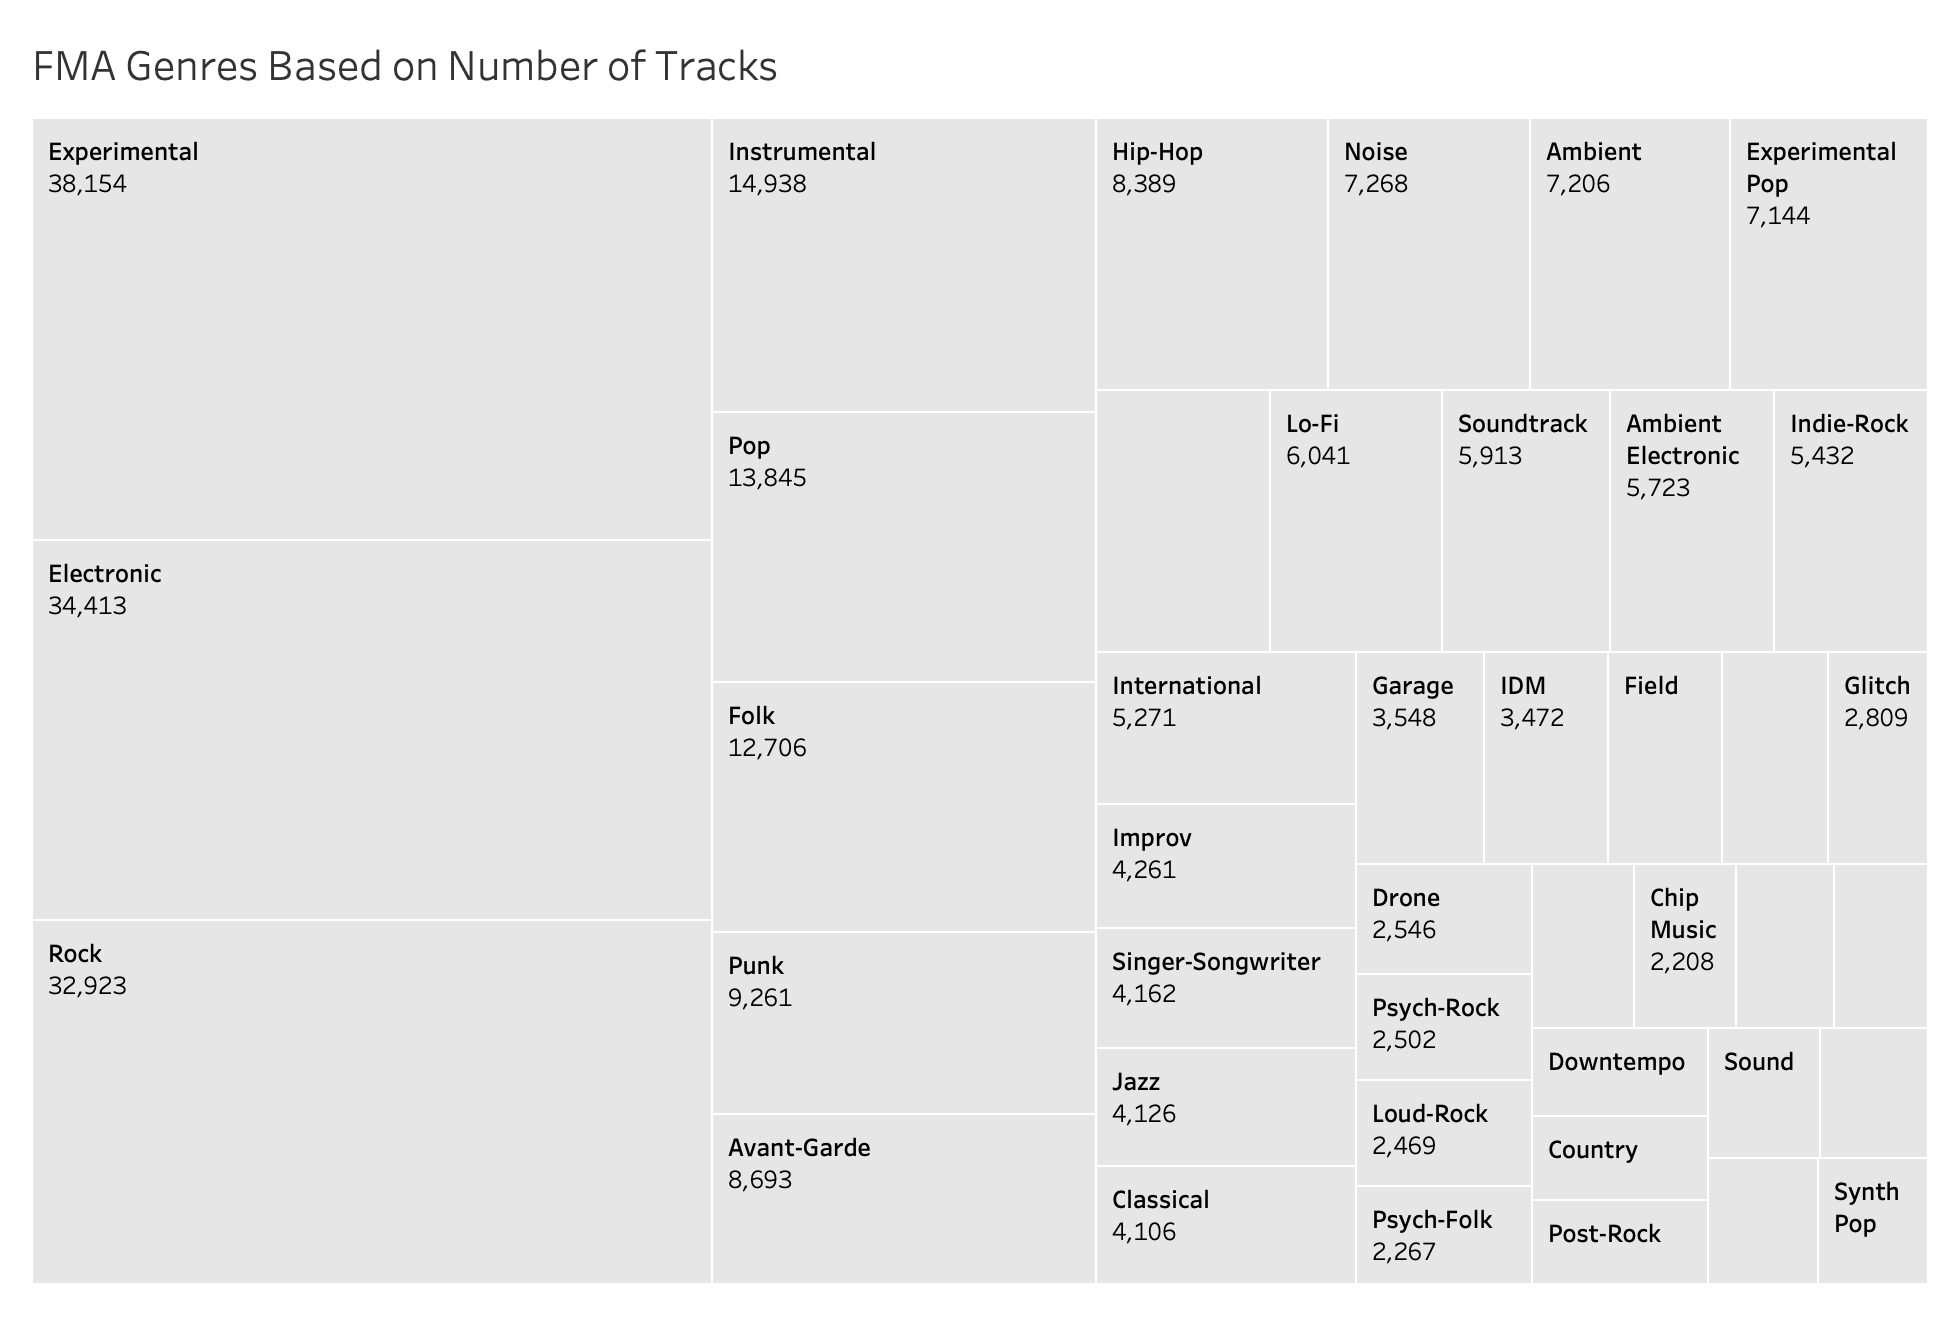 FMA Genres Based on Number of Tracks
Experimental
38,154
Electronic
34,413
Rock
32,923
Instrumental
14,938
Pop
13,845
Folk
12,706
Punk
9,261
Avant-Garde
8,693
Hip-Hop
8,389
Noise
7,268
Ambient
7,206
Experimental
Pop
7,144
Lo-Fi
6,041
Soundtrack
5,913
Ambient
Electronic
5,723
Indie-Rock
5,432
International
5,271
Improv
4,261
Singer-Songwriter
4,162
Jazz
4,126
Classical
4,106
Garage
3,548
IDM
3,472
Field
Glitch
2,809
Drone
2,546
Psych-Rock
2,502
Loud-Rock
2,469
Psych-Folk
2,267
Chip
Music
2,208
Downtempo
Country
Post-Rock
Sound
Synth
Pop